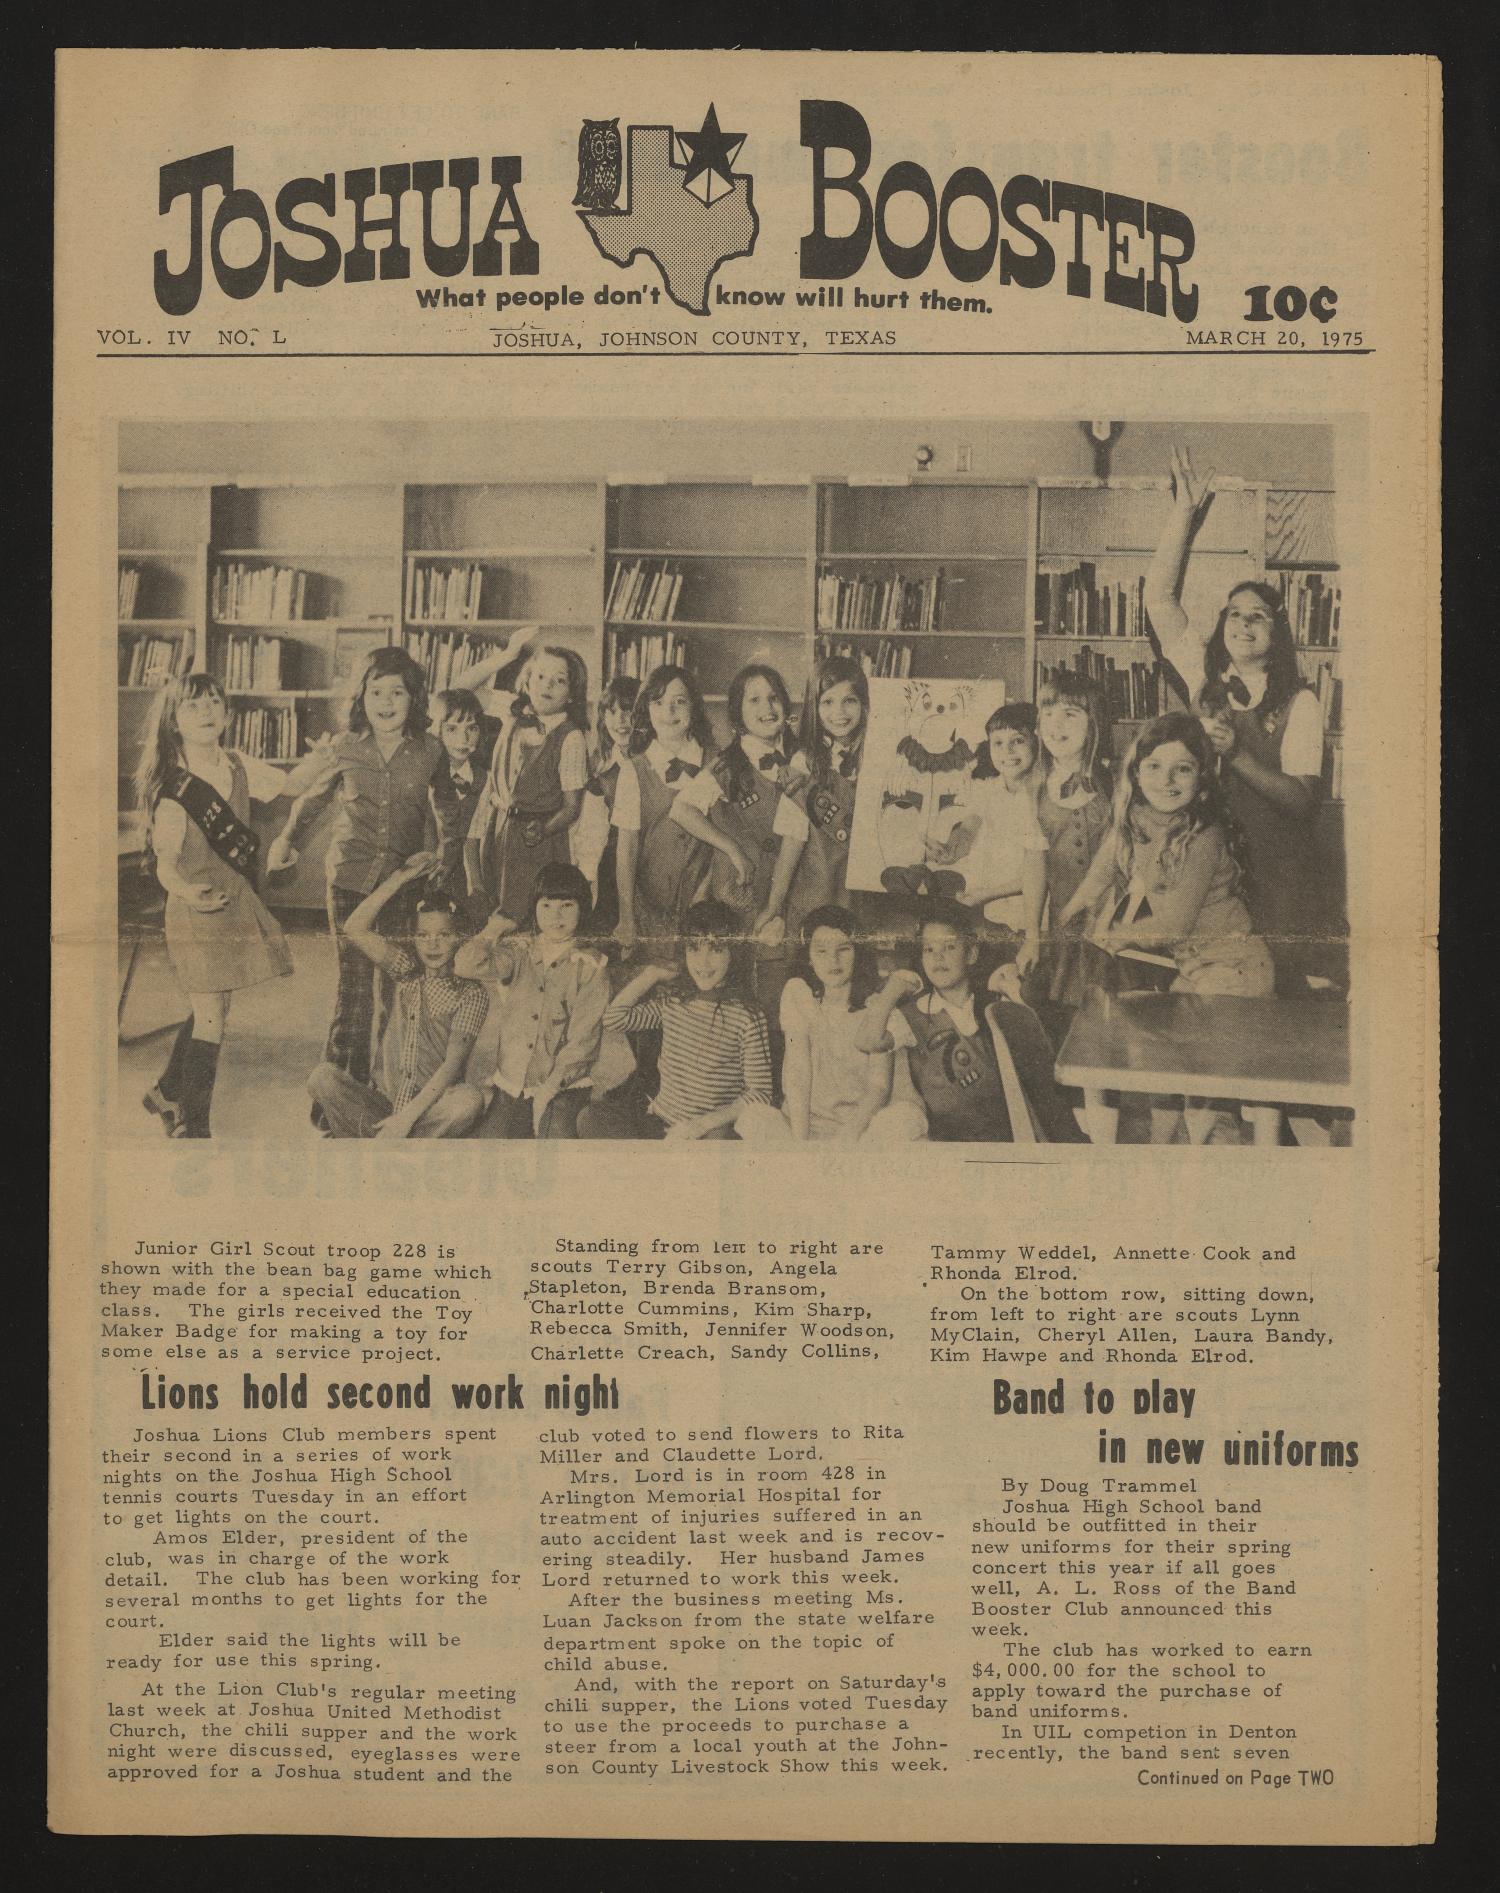 JOSHUA BOOSTER
What people don't know will hurt them.
10¢
VOL. IV NO. L
JOSHUA, JOHNSON COUNTY, TEXAS
MARCH 20, 1975
228
228
228
Junior Girl Scout troop 228 is
shown with the bean bag game which
they made for a special education
class. The girls received the Toy
Maker Badge for making a toy for
some else as a service project.
Standing from left to right are
scouts Terry Gibson, Angela
Stapleton, Brenda Bransom,
Charlotte Cummins, Kim Sharp,
Rebecca Smith, Jennifer Woodson,
Charlette Creach, Sandy Collins,
Tammy Weddel, Annette Cook and
Rhonda Elrod.
On the bottom row, sitting down,
from left to right are scouts Lynn
MyClain, Cheryl Allen, Laura Bandy,
Kim Hawpe and Rhonda Elrod.
Lions hold second work night
Joshua Lions Club members spent
their second in a series of work
nights on the Joshua High School
tennis courts Tuesday in an effort
to get lights on the court.
Amos Elder, president of the
club, was in charge of the work
detail. The club has been working for
several months to get lights for the
court.
Elder said the lights will be
ready for use this spring.
At the Lion Club's regular meeting
last week at Joshua United Methodist
Church, the chili supper and the work
night were discussed, eyeglasses were
approved for a Joshua student and the
club voted to send flowers to Rita
Miller and Claudette Lord.
Mrs. Lord is in room 428 in
Arlington Memorial Hospital for
treatment of injuries suffered in an
auto accident last week and is recov-
ering steadily. Her husband James
Lord returned to work this week.
After the business meeting Ms.
Luan Jackson from the state welfare
department spoke on the topic of
child abuse.
And, with the report on Saturday's
chili supper, the Lions voted Tuesday
to use the proceeds to purchase a
steer from a local youth at the John-
son County Livestock Show this week.
Band to play
in new uniforms
By Doug Trammel
Joshua High School band
should be outfitted in their
new uniforms for their spring
concert this year if all goes
well, A. L. Ross of the Band
Booster Club announced this
week.
The club has worked to earn
$4,000.00 for the school to
apply toward the purchase of
band uniforms.
In UIL competion in Denton
recently, the band sent seven
Continued on Page TWO